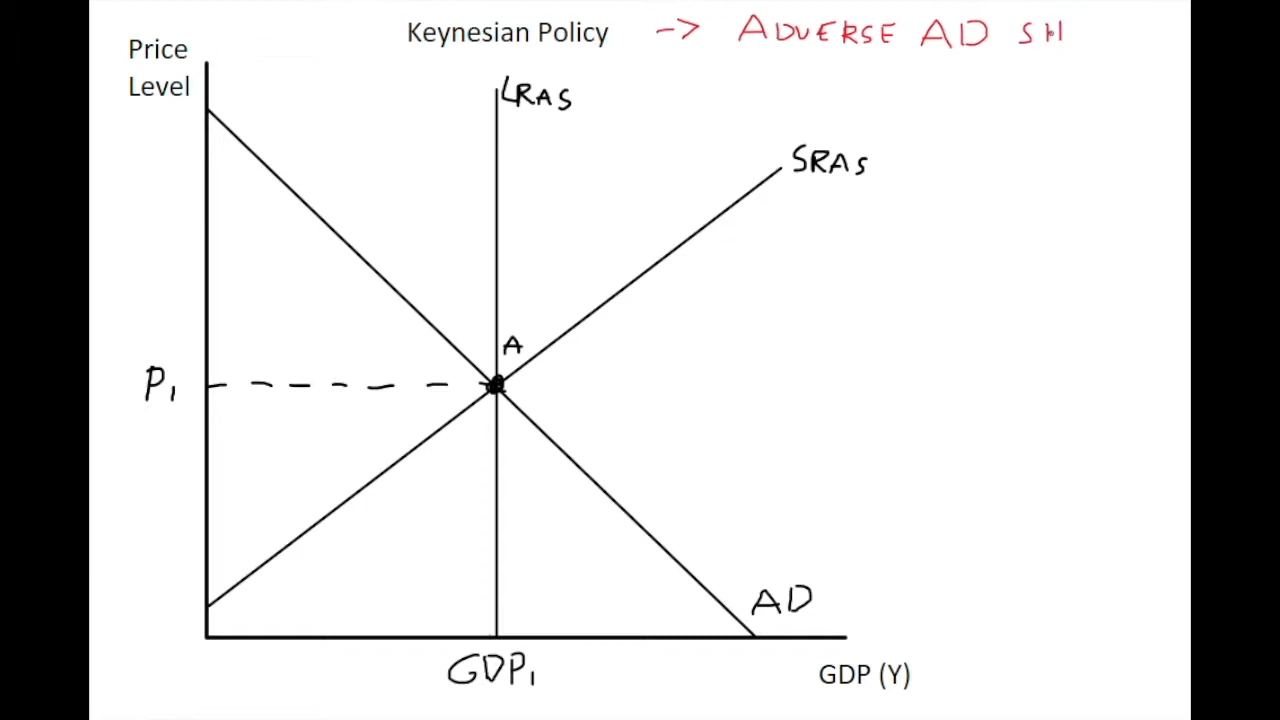 Keynesian Policy -> ADVERSE AD SH
Price
Level
LRAS
SRAS
A
P1
AD
GDP1
GDP (Y)